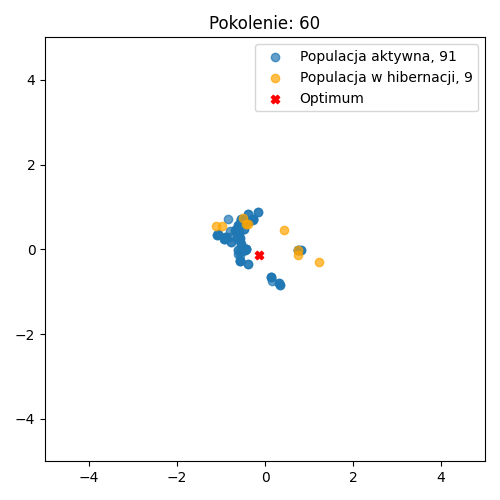 Pokolenie: 60
Populacja aktywna, 91
Populacja w hibernacji, 9
Optimum
4
2
0
−2
−4
−4
−2
0
2
4